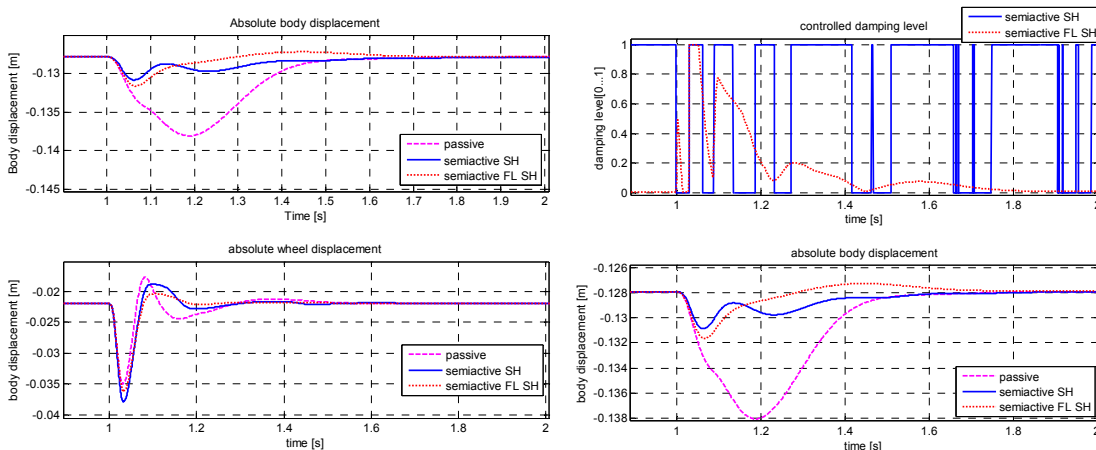 Absolute body displacement
Body displacement [m]
-0.13
-0.135
-0.14
-0.145
passive
semiactive SH
semiactive FL SH
1
1.1
1.2
1.3
1.4
1.5
1.6
1.7
1.8
1.9
2
Time [s]
controlled damping level
semiactive SH
semiactive FL SH
damping level[0...1]
1
0.8
0.6
0.4
0.2
0
1
1.2
1.4
1.6
1.8
2
time [s]
absolute wheel displacement
body displacement [m]
-0.02
-0.025
-0.03
-0.035
-0.04
passive
semiactive SH
semiactive FL SH
1
1.2
1.4
1.6
1.8
2
time [s]
absolute body displacement
body displacement [m]
-0.126
-0.128
-0.13
-0.132
-0.134
-0.136
-0.138
passive
semiactive SH
semiactive FL SH
1
1.2
1.4
1.6
1.8
2
time [s]